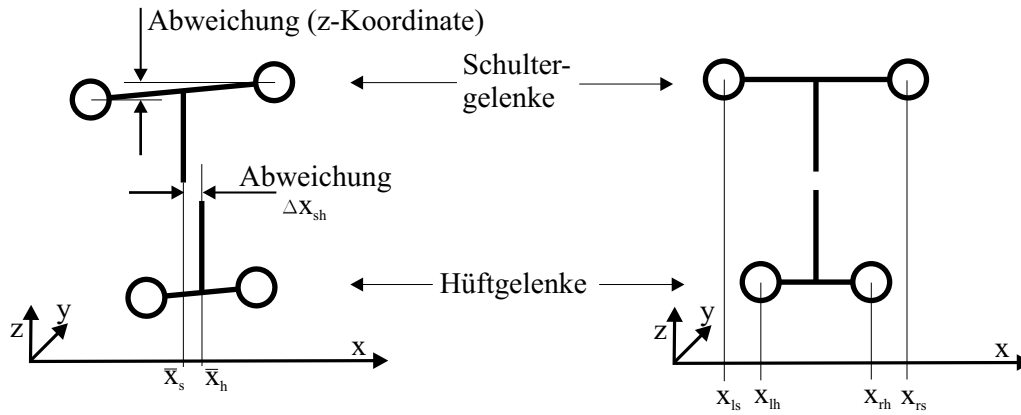 Abweichung (z-Koordinate)
Schulter-
gelenke
Abweichung
Δx_sh
Hüftgelenke
z
y
x
x̅_s
x̅_h
z
y
x
x_ls
x_lh
x_rh
x_rs